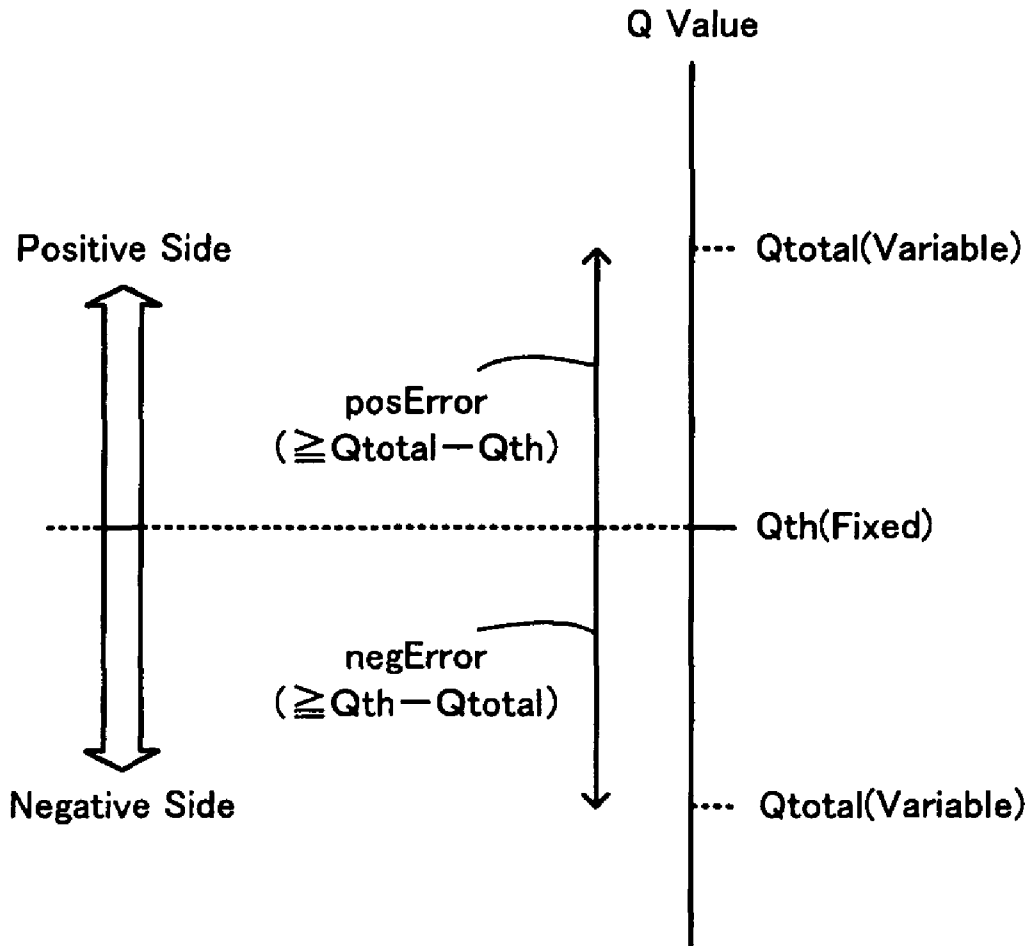 Q Value
Positive Side
Qtotal(Variable)
posError
(≧Qtotal－Qth)
Qth(Fixed)
negError
(≧Qth－Qtotal)
Negative Side
Qtotal(Variable)